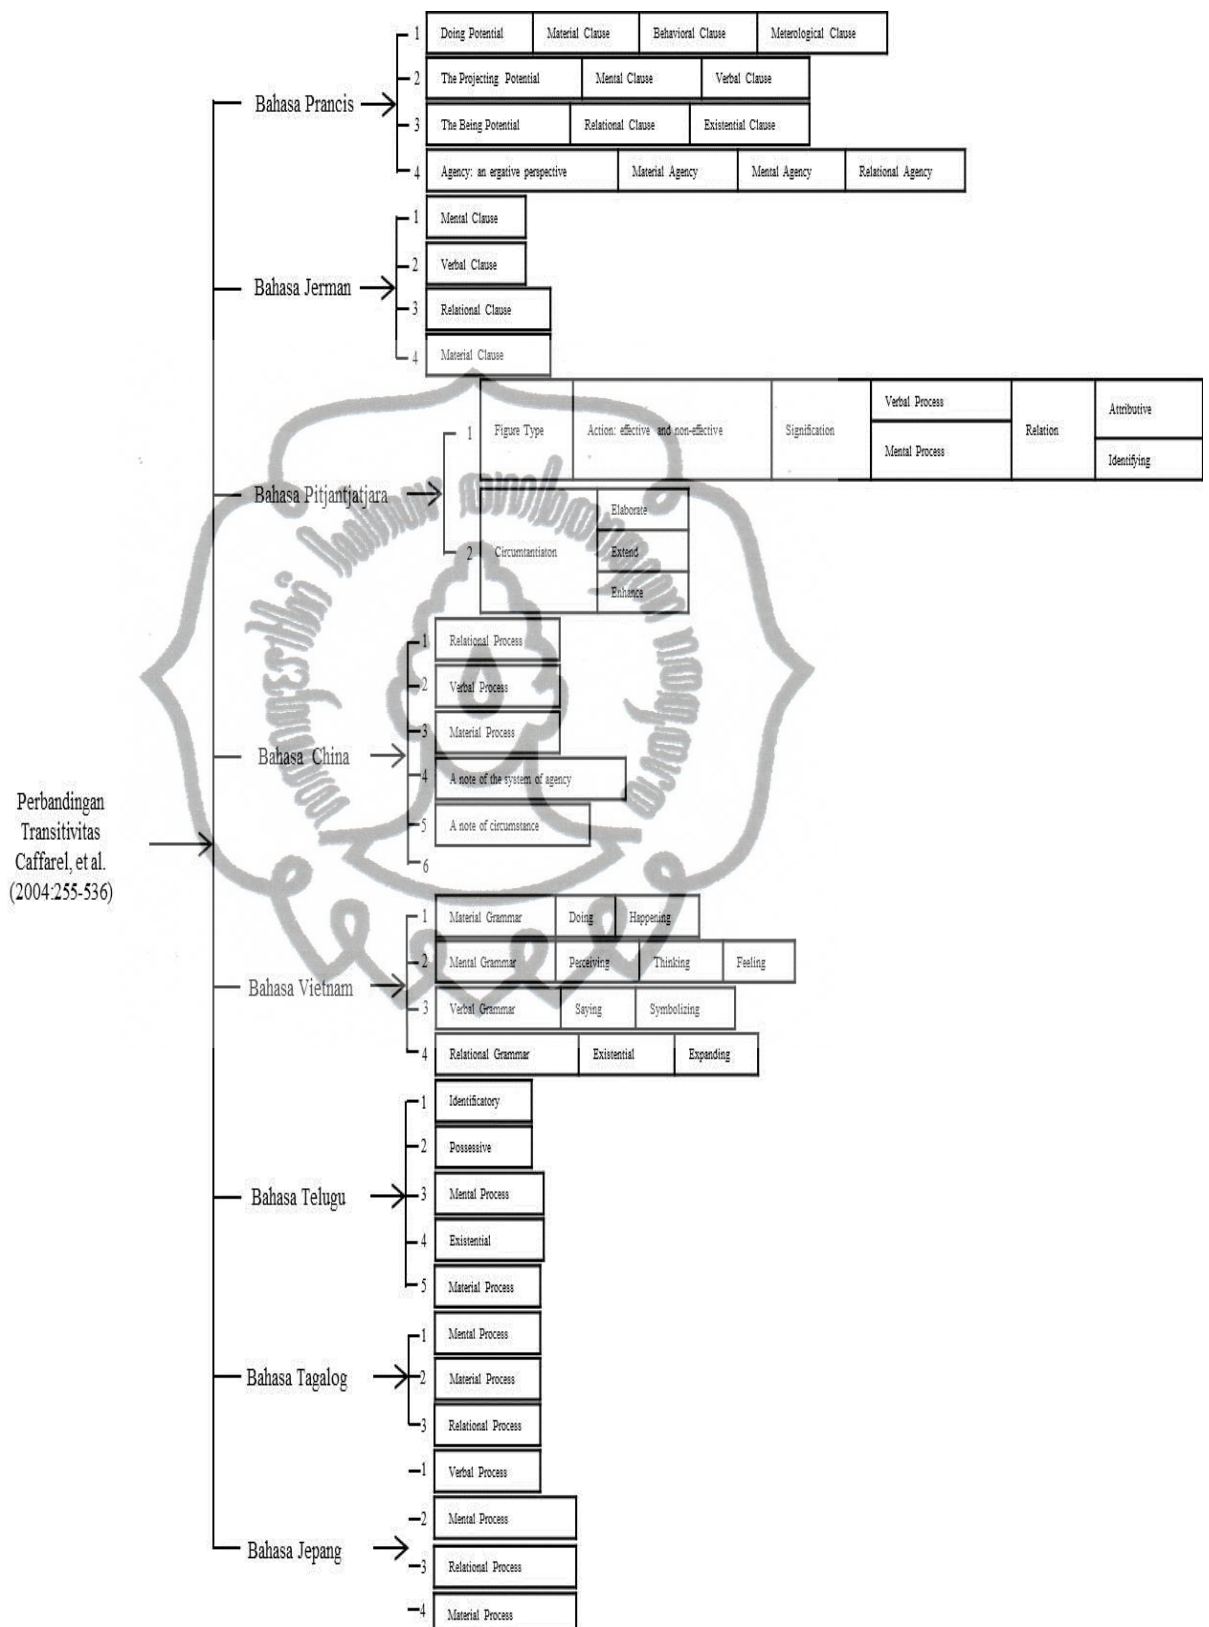 Perbandingan
Transitivitas
Caffarel, et al.
(2004:255-536)
Bahasa Prancis
1 Doing Potential Material Clause Behavioral Clause Meterological Clause
2 The Projecting Potential Mental Clause Verbal Clause
3 The Being Potential Relational Clause Existential Clause
4 Agency: an ergative perspective Material Agency Mental Agency Relational Agency
Bahasa Jerman
1 Mental Clause
2 Verbal Clause
3 Relational Clause
4 Material Clause
Bahasa Pitjantjatjara
1 Figure Type Action: effective and non-effective Signification
Verbal Process
Mental Process
Relation
Attributive
Identifying
2 Circumtantiaton
Elaborate
Extend
Enhance
Bahasa China
1 Relational Process
2 Verbal Process
3 Material Process
4 A note of the system of agency
5 A note of circumstance
6
Bahasa Vietnam
1 Material Grammar Doing Happening
2 Mental Grammar Perceiving Thinking Feeling
3 Verbal Grammar Saying Symbolizing
4 Relational Grammar Existential Expanding
Bahasa Telugu
1 Identificatory
2 Possessive
3 Mental Process
4 Existential
5 Material Process
Bahasa Tagalog
1 Mental Process
2 Material Process
3 Relational Process
Bahasa Jepang
1 Verbal Process
2 Mental Process
3 Relational Process
4 Material Process